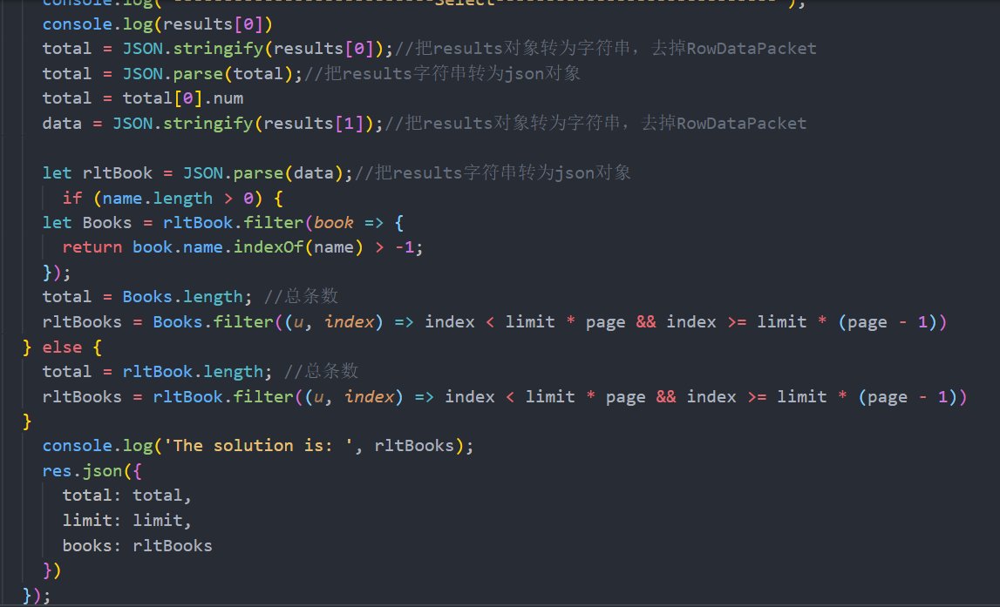 console.log('--------------------------Select----------------------------');
console.log(results[0])
total = JSON.stringify(results[0]);//把results对象转为字符串，去掉RowDataPacket
total = JSON.parse(total);//把results字符串转为json对象
total = total[0].num
data = JSON.stringify(results[1]);//把results对象转为字符串，去掉RowDataPacket
let rltBook = JSON.parse(data);//把results字符串转为json对象
if (name.length > 0) {
let Books = rltBook.filter(book => {
return book.name.indexOf(name) > -1;
});
total = Books.length; //总条数
rltBooks = Books.filter((u, index) => index < limit * page && index >= limit * (page - 1))
} else {
total = rltBook.length; //总条数
rltBooks = rltBook.filter((u, index) => index < limit * page && index >= limit * (page - 1))
}
console.log('The solution is: ', rltBooks);
res.json({
total: total,
limit: limit,
books: rltBooks
})
});